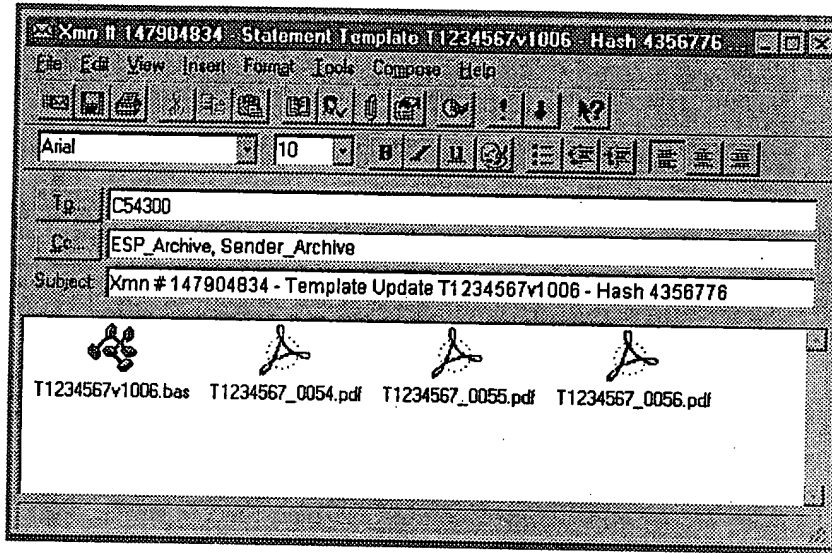 Xmn # 147904834 - Statement Template T1234567v1006 - Hash 4356776 ...
File Edit View Insert Format Tools Compose Help
Arial 10 B I U
To... C54300
Cc... ESP_Archive, Sender_Archive
Subject: Xmn # 147904834 - Template Update T1234567v1006 - Hash 4356776
T1234567v1006.bas T1234567_0054.pdf T1234567_0055.pdf T1234567_0056.pdf